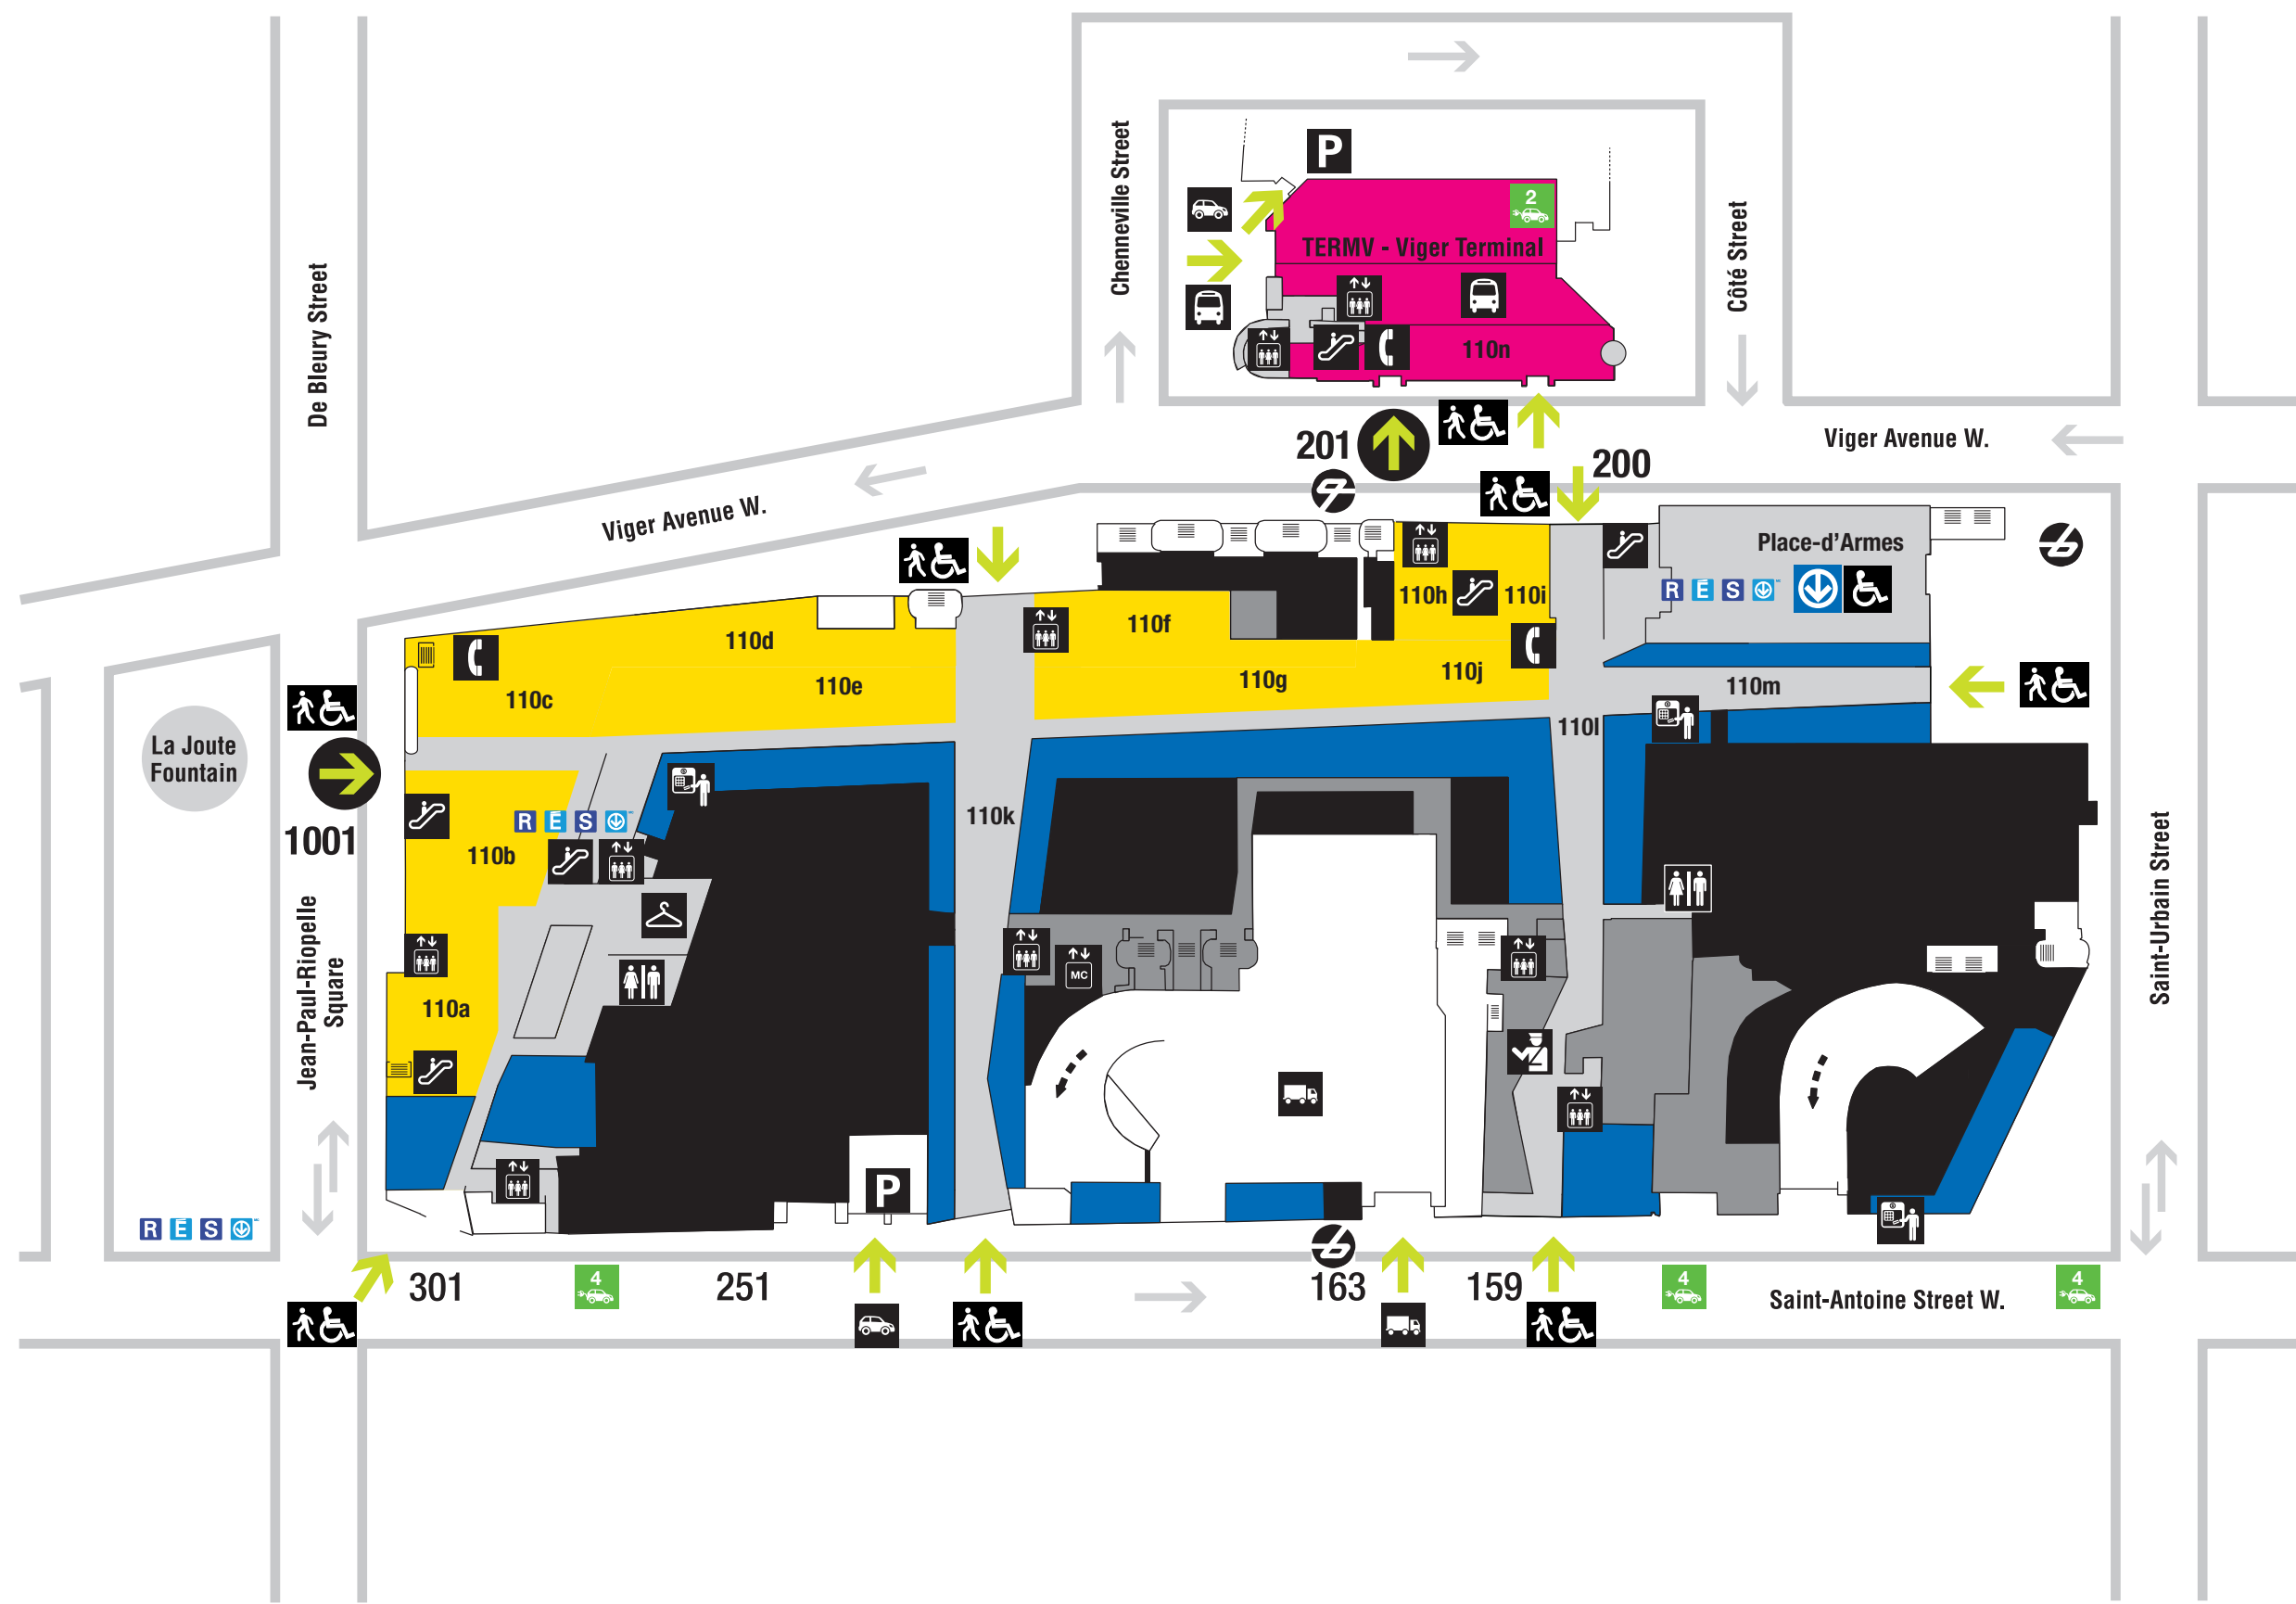 Chenneville Street
P
2
TERMV - Viger Terminal
110n
Côté Street
De Bleury Street
201
200
Viger Avenue W.
Viger Avenue W.
Place-d'Armes
R É S
110h
110i
110f
110d
110e
110c
110g
110j
110m
110l
La Joute
Fountain
1001
110k
R É S
110b
110a
MC
Jean-Paul-Riopelle
Square
Saint-Urbain Street
P
R É S
301
4
251
163
159
4
4
Saint-Antoine Street W.